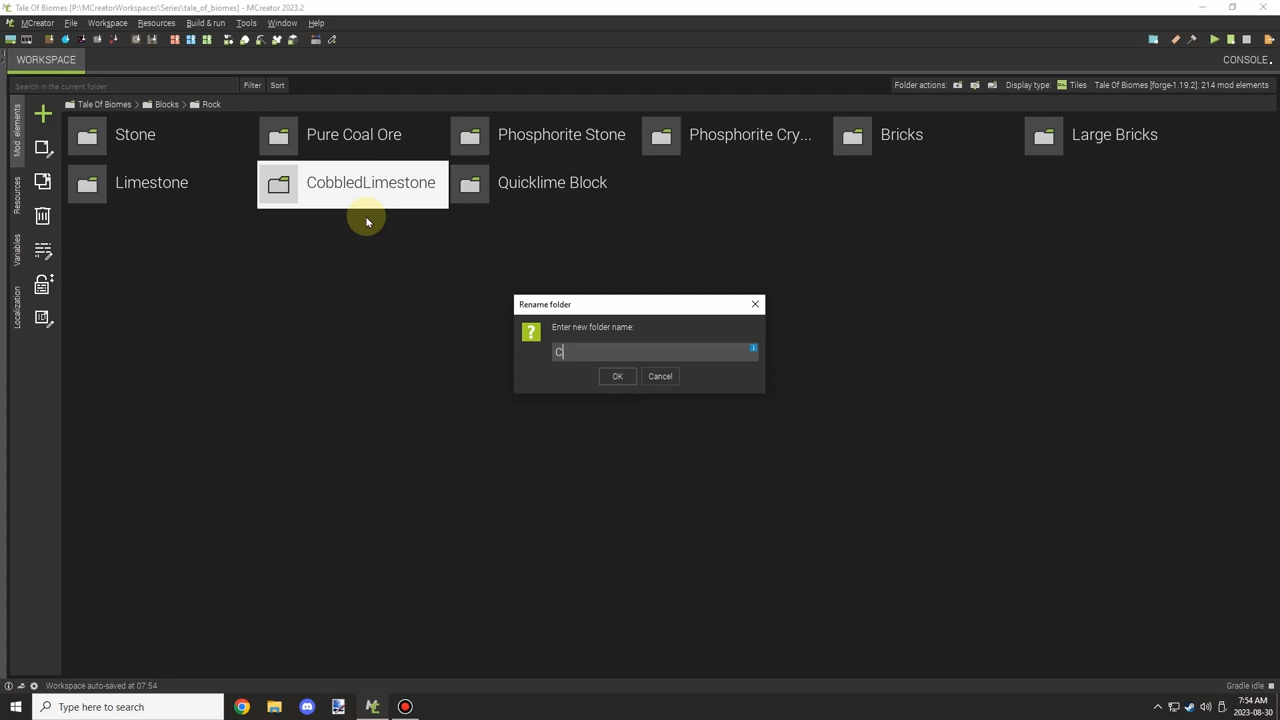 Tale Of Biomes [P:\MCreatorWorkspaces\Series\tale_of_biomes] - MCreator 2023.2
MCreator File Workspace Resources Build & run Tools Window Help
WORKSPACE
CONSOLE
Search in the current folder
Filter
Sort
Folder actions:
Display type: Tiles
Tale Of Biomes [forge-1.19.2]: 214 mod elements
Mod elements
Resources
Variables
Localization
Tale Of Biomes > Blocks > Rock
Stone
Pure Coal Ore
Phosphorite Stone
Phosphorite Cry...
Bricks
Large Bricks
Limestone
CobbledLimestone
Quicklime Block
Rename folder
Enter new folder name:
C
OK
Cancel
Workspace auto-saved at 07:54
Gradle idle
Type here to search
7:54 AM
2023-08-30